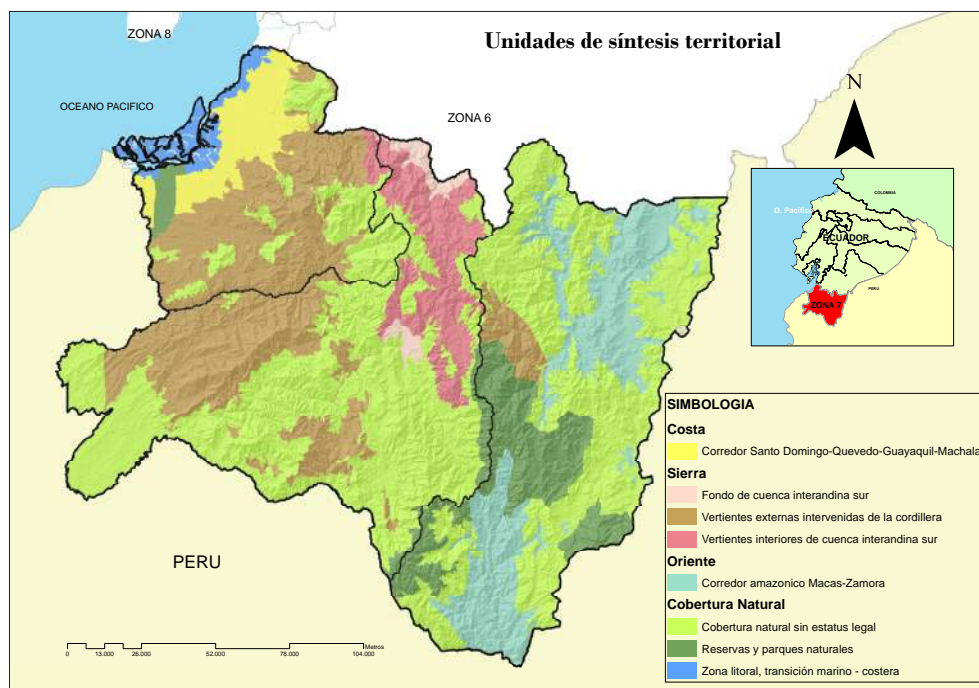 ZONA 8
Unidades de síntesis territorial
OCEANO PACIFICO
ZONA 6
N
COLOMBIA
O. Pacífico
ECUADOR
PERU
ZONA 7
PERU
SIMBOLOGIA
Costa
Corredor Santo Domingo-Quevedo-Guayaquil-Machala
Sierra
Fondo de cuenca interandina sur
Vertientes externas intervenidas de la cordillera
Vertientes interiores de cuenca interandina sur
Oriente
Corredor amazonico Macas-Zamora
Cobertura Natural
Cobertura natural sin estatus legal
Reservas y parques naturales
Zona litoral, transición marino - costera
Metros
0 13.000 26.000 52.000 78.000 104.000